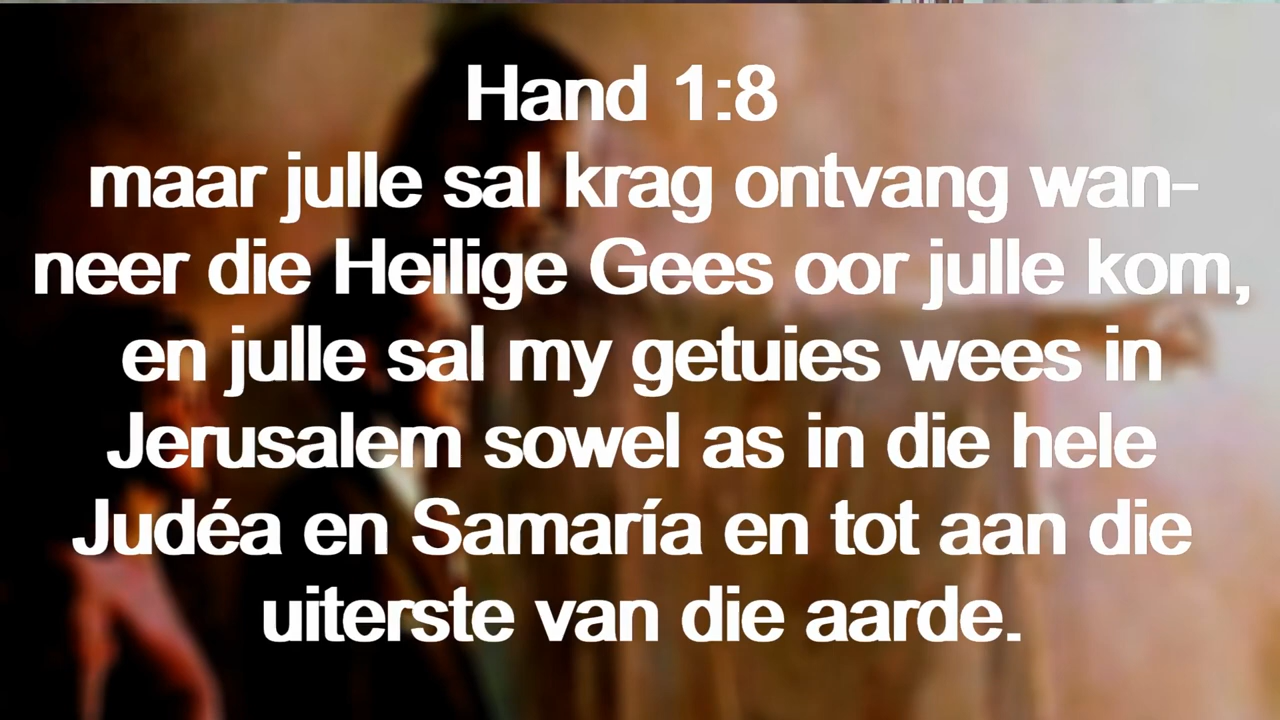 Hand 1:8
maar julle sal krag ontvang wan-
neer die Heilige Gees oor julle kom,
en julle sal my getuies wees in
Jerusalem sowel as in die hele
Judéa en Samaría en tot aan die
uiterste van die aarde.